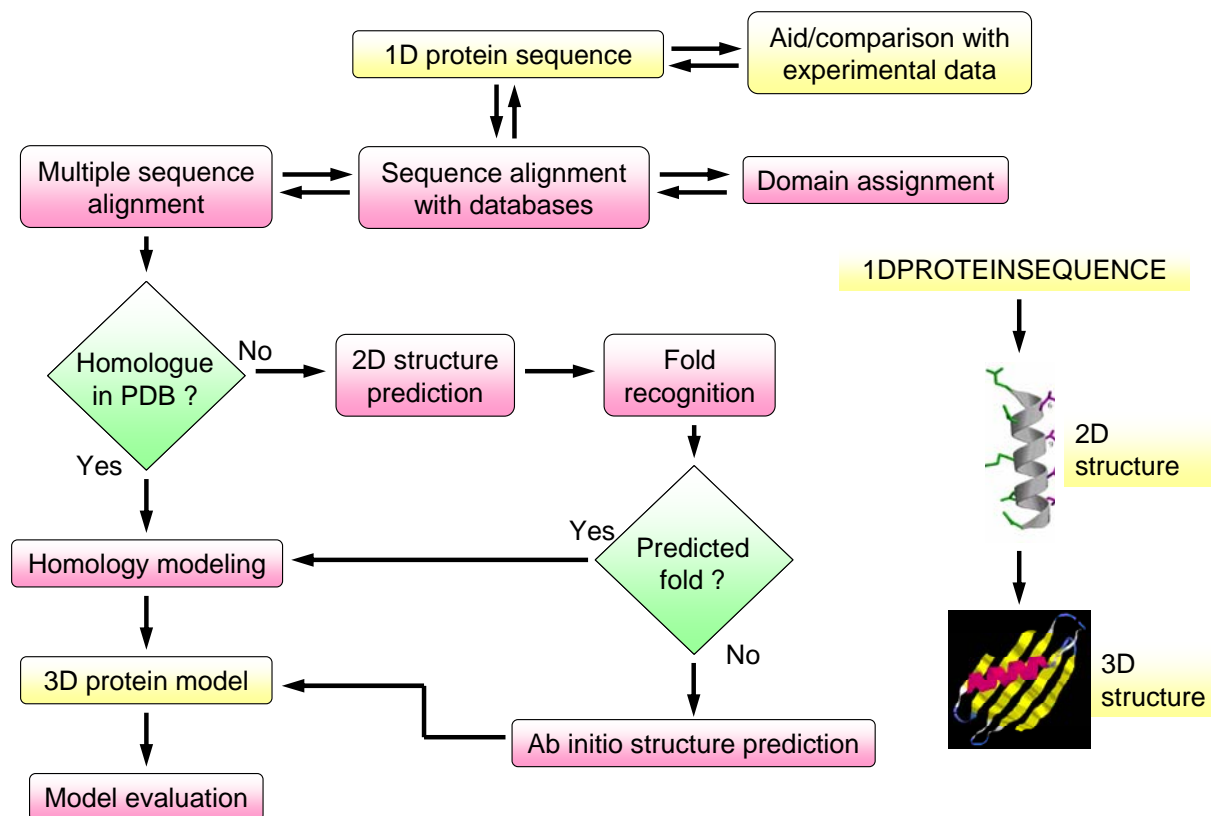 1D protein sequence
Aid/comparison with
experimental data
Multiple sequence
alignment
Sequence alignment
with databases
Domain assignment
1DPROTEINSEQUENCE
Homologue
in PDB ?
No
2D structure
prediction
Fold
recognition
2D
structure
Yes
Yes
Predicted
fold ?
Homology modeling
No
3D protein model
3D
structure
Ab initio structure prediction
Model evaluation